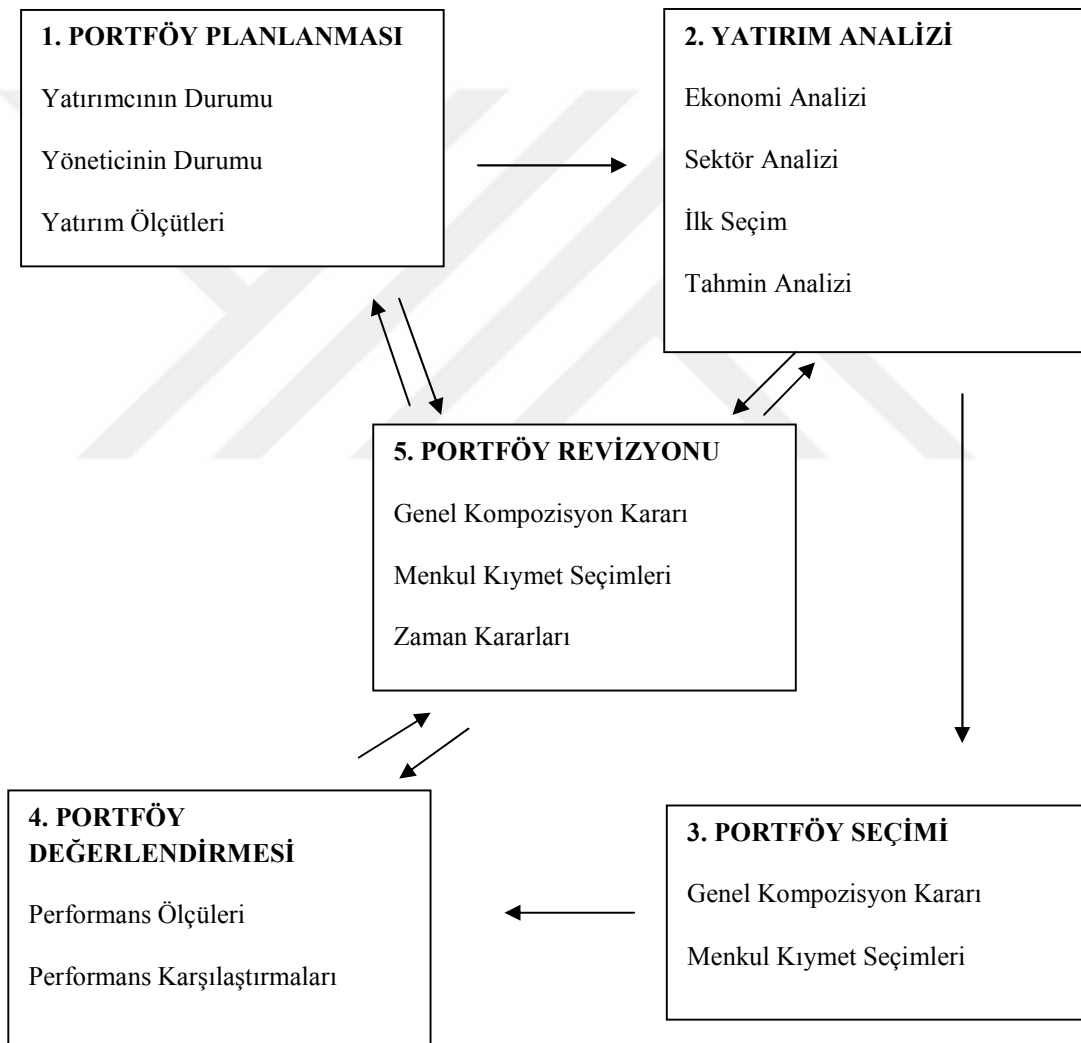 1. PORTFÖY PLANLANMASI
Yatırımcının Durumu
Yöneticinin Durumu
Yatırım Ölçütleri
2. YATIRIM ANALİZİ
Ekonomi Analizi
Sektör Analizi
İlk Seçim
Tahmin Analizi
5. PORTFÖY REVİZYONU
Genel Kompozisyon Kararı
Menkul Kıymet Seçimleri
Zaman Kararları
4. PORTFÖY
DEĞERLENDİRMESİ
Performans Ölçüleri
Performans Karşılaştırmaları
3. PORTFÖY SEÇİMİ
Genel Kompozisyon Kararı
Menkul Kıymet Seçimleri